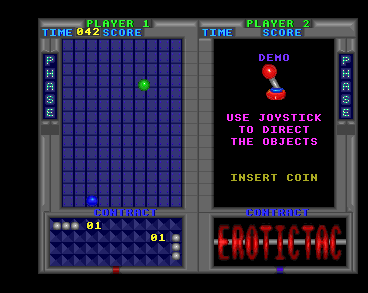 PLAYER 1
TIME 042 SCORE
PHASE
CONTRACT
01
01
PLAYER 2
TIME SCORE
PHASE
DEMO
USE JOYSTICK
TO DIRECT
THE OBJECTS
INSERT COIN
CONTRACT
EROTICTAC